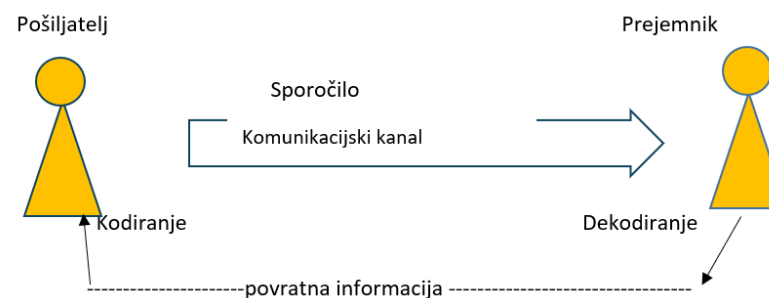 Pošiljatelj
Prejemnik
Sporočilo
Komunikacijski kanal
Kodiranje
Dekodiranje
povratna informacija